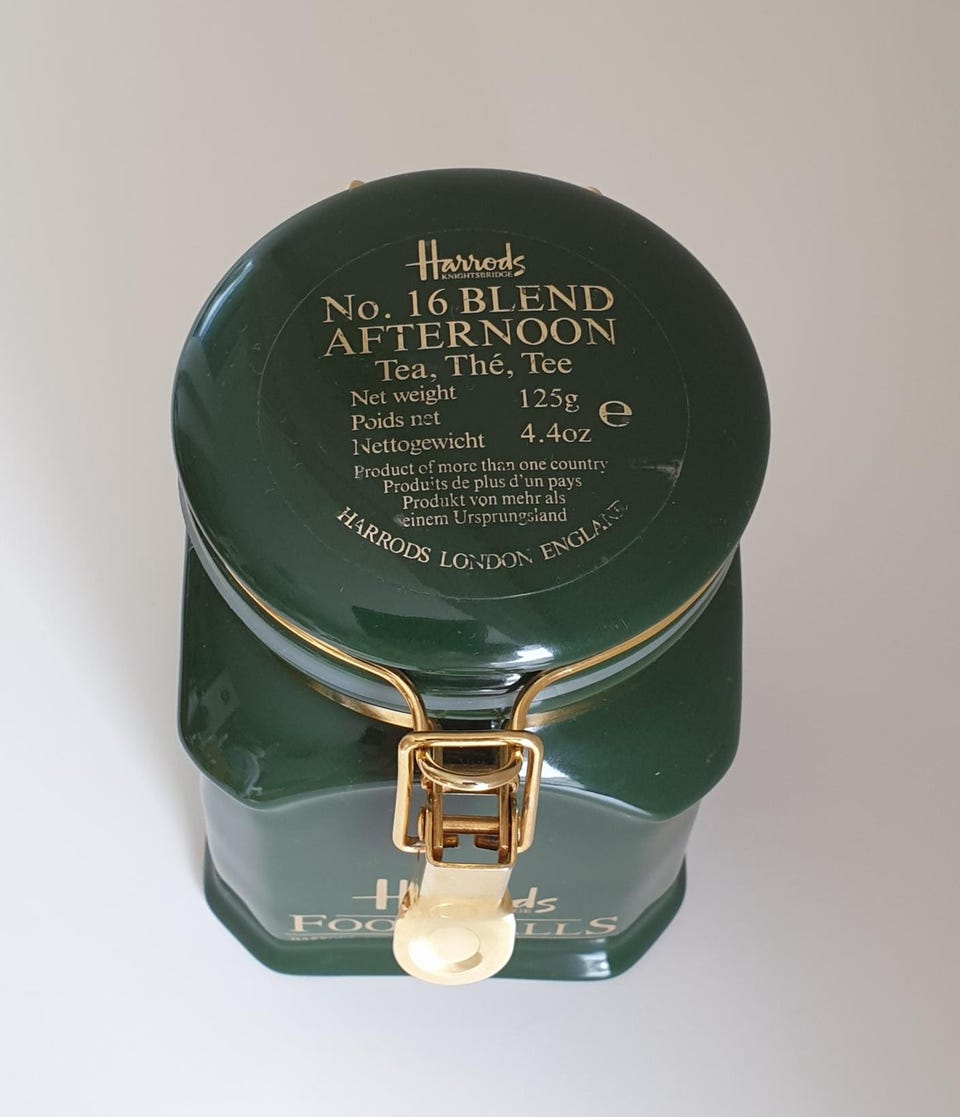 Harrods
KNIGHTSBRIDGE
No. 16 BLEND
AFTERNOON
Tea, Thé, Tee
Net weight
Poids net
Nettogewicht
125g e
4.4oz
Product of more than one country
Produits de plus d'un pays
Produkt von mehr als
einem Ursprungsland
HARRODS LONDON ENGLAND